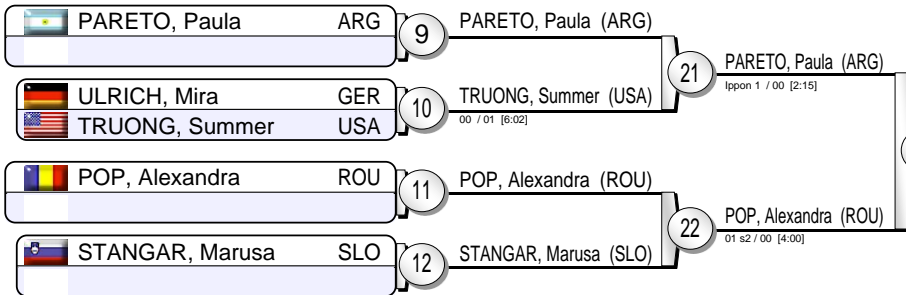 PARETO, Paula ARG
9
PARETO, Paula (ARG)
21
PARETO, Paula (ARG)
Ippon 1 / 00 [2:15]
ULRICH, Mira GER
TRUONG, Summer USA
10
TRUONG, Summer (USA)
00 / 01 [6:02]
POP, Alexandra ROU
11
POP, Alexandra (ROU)
22
POP, Alexandra (ROU)
01 s2 / 00 [4:00]
STANGAR, Marusa SLO
12
STANGAR, Marusa (SLO)